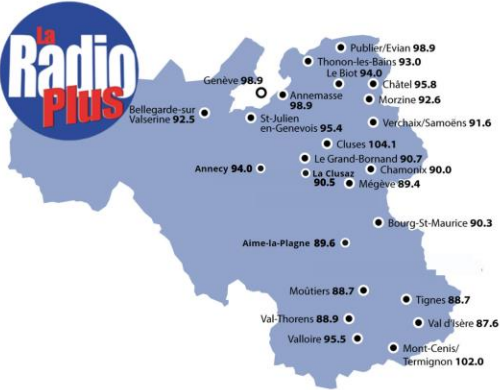 La
Radio
Plus
Publier/Evian 98.9
Thonon-les-Bains 93.0
Le Biot 94.0
Genève 98.9
Châtel 95.8
Annemasse
98.9
Morzine 92.6
Bellegarde-sur
Valserine 92.5
St-Julien
en-Genevois 95.4
Verchaix/Samoëns 91.6
Cluses 104.1
Le Grand-Bornand 90.7
Annecy 94.0
La Clusaz
90.5
Chamonix 90.0
Mégève 89.4
Bourg-St-Maurice 90.3
Aime-la-Plagne 89.6
Moûtiers 88.7
Tignes 88.7
Val-Thorens 88.9
Val d'Isère 87.6
Valloire 95.5
Mont-Cenis/
Termignon 102.0